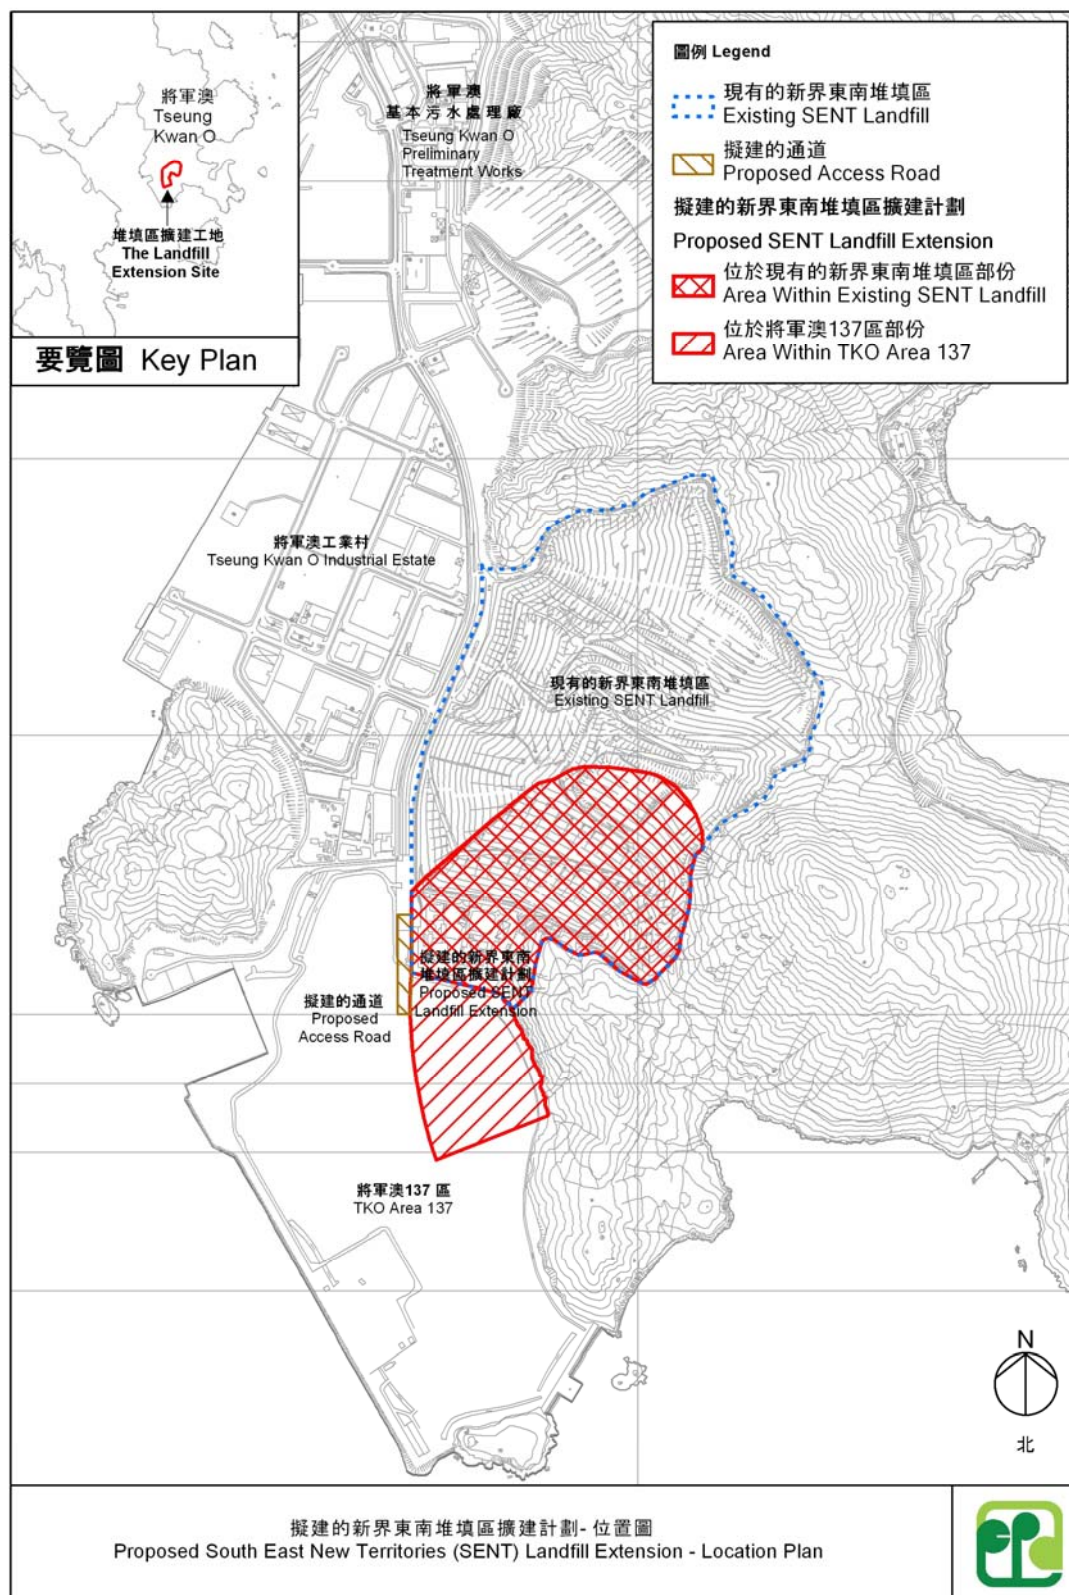 將軍澳
Tseung
Kwan O
堆填區擴建工地
The Landfill
Extension Site
要覽圖 Key Plan
將軍澳
基本污水處理廠
Tseung Kwan O
Preliminary
Treatment Works
圖例 Legend
現有的新界東南堆填區
Existing SENT Landfill
擬建的通道
Proposed Access Road
擬建的新界東南堆填區擴建計劃
Proposed SENT Landfill Extension
位於現有的新界東南堆填區部份
Area Within Existing SENT Landfill
位於將軍澳137區部份
Area Within TKO Area 137
將軍澳工業村
Tseung Kwan O Industrial Estate
現有的新界東南堆填區
Existing SENT Landfill
擬建的新界東南
堆填區擴建計劃
Proposed SENT
Landfill Extension
擬建的通道
Proposed
Access Road
將軍澳137 區
TKO Area 137
N
北
擬建的新界東南堆填區擴建計劃- 位置圖
Proposed South East New Territories (SENT) Landfill Extension - Location Plan